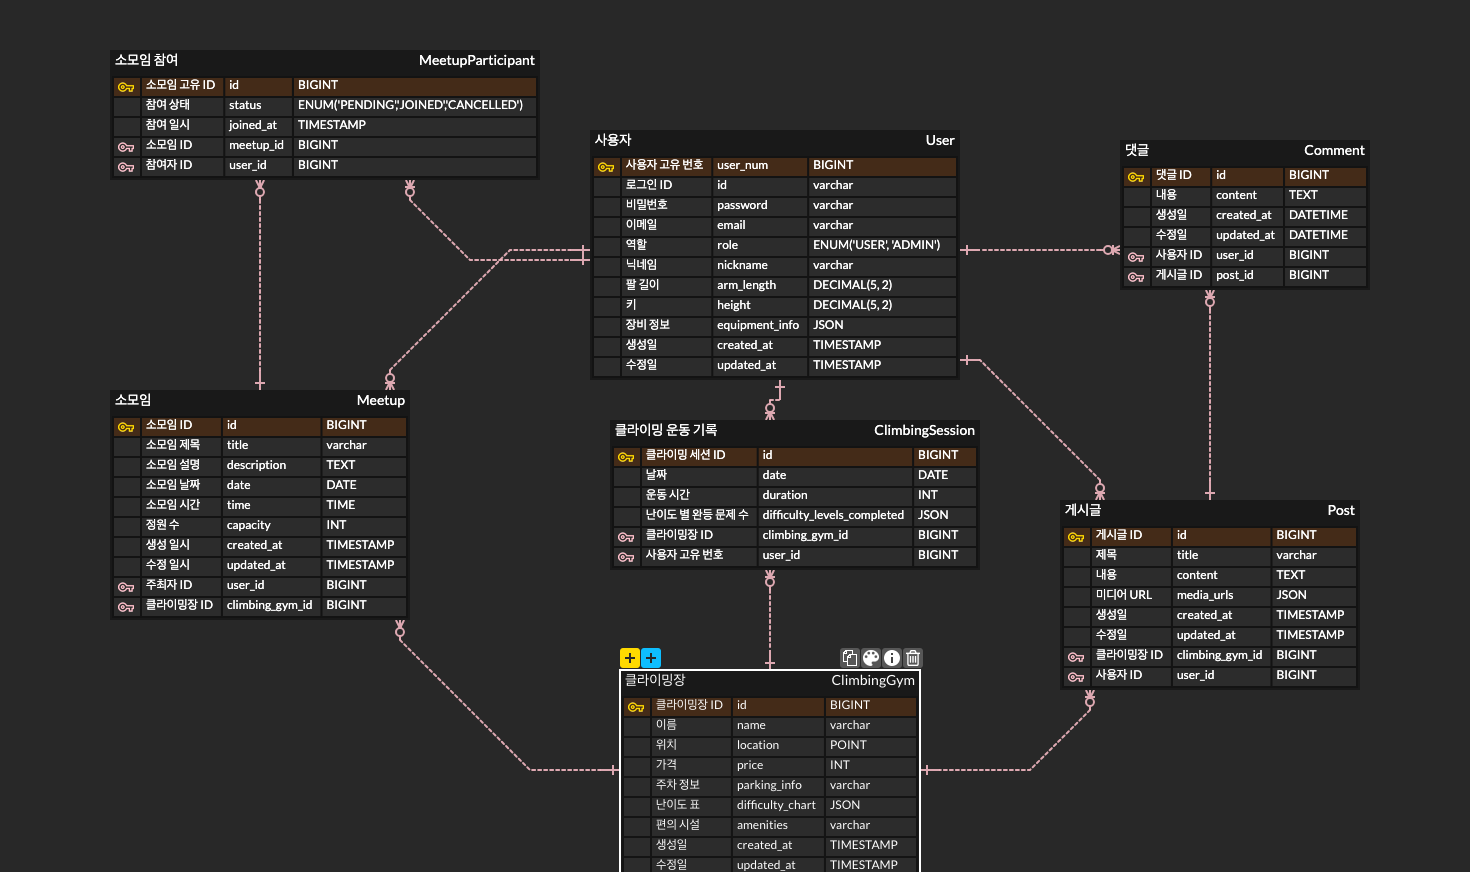 소모임 참여 MeetupParticipant
소모임 고유 ID id BIGINT
참여 상태 status ENUM('PENDING','JOINED','CANCELLED')
참여 일시 joined_at TIMESTAMP
소모임 ID meetup_id BIGINT
참여자 ID user_id BIGINT
사용자 User
사용자 고유 번호 user_num BIGINT
로그인 ID id varchar
비밀번호 password varchar
이메일 email varchar
역할 role ENUM('USER', 'ADMIN')
닉네임 nickname varchar
팔 길이 arm_length DECIMAL(5, 2)
키 height DECIMAL(5, 2)
장비 정보 equipment_info JSON
생성일 created_at TIMESTAMP
수정일 updated_at TIMESTAMP
댓글 Comment
댓글 ID id BIGINT
내용 content TEXT
생성일 created_at DATETIME
수정일 updated_at DATETIME
사용자 ID user_id BIGINT
게시글 ID post_id BIGINT
소모임 Meetup
소모임 ID id BIGINT
소모임 제목 title varchar
소모임 설명 description TEXT
소모임 날짜 date DATE
소모임 시간 time TIME
정원 수 capacity INT
생성 일시 created_at TIMESTAMP
수정 일시 updated_at TIMESTAMP
주최자 ID user_id BIGINT
클라이밍장 ID climbing_gym_id BIGINT
클라이밍 운동 기록 ClimbingSession
클라이밍 세션 ID id BIGINT
날짜 date DATE
운동 시간 duration INT
난이도 별 완등 문제 수 difficulty_levels_completed JSON
클라이밍장 ID climbing_gym_id BIGINT
사용자 고유 번호 user_id BIGINT
게시글 Post
게시글 ID id BIGINT
제목 title varchar
내용 content TEXT
미디어 URL media_urls JSON
생성일 created_at TIMESTAMP
수정일 updated_at TIMESTAMP
클라이밍장 ID climbing_gym_id BIGINT
사용자 ID user_id BIGINT
클라이밍장 ClimbingGym
클라이밍장 ID id BIGINT
이름 name varchar
위치 location POINT
가격 price INT
주차 정보 parking_info varchar
난이도 표 difficulty_chart JSON
편의 시설 amenities varchar
생성일 created_at TIMESTAMP
수정일 updated_at TIMESTAMP